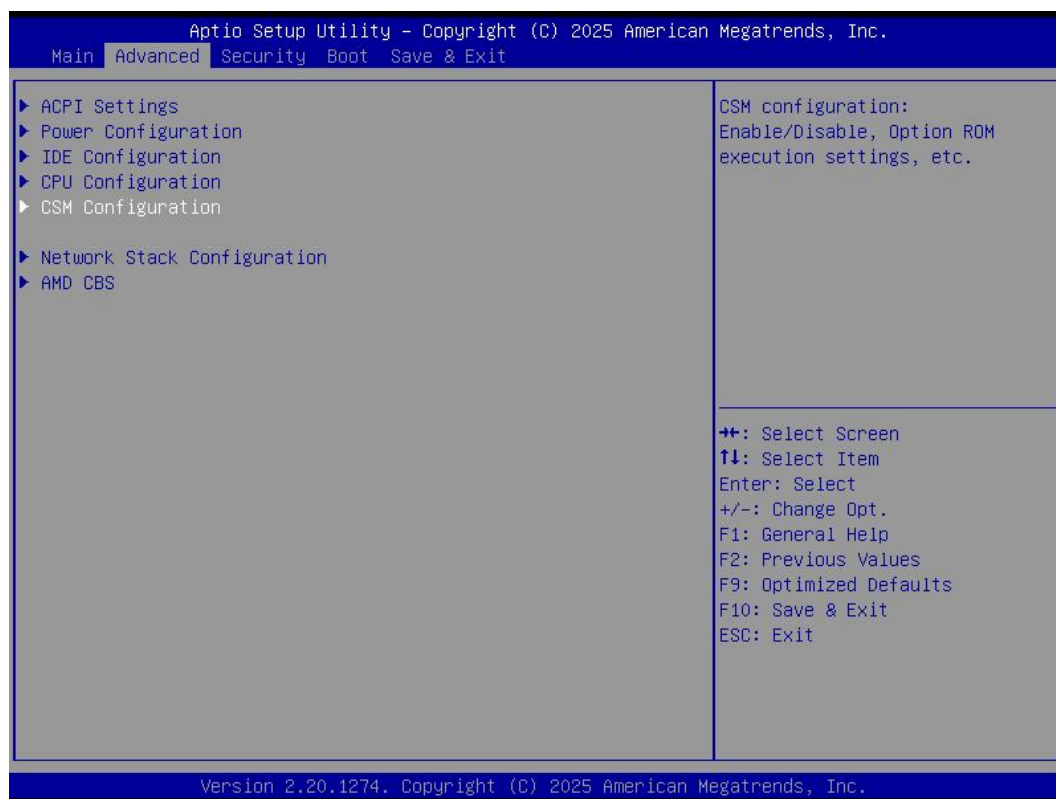 Aptio Setup Utility – Copyright (C) 2025 American Megatrends, Inc.
Main Advanced Security Boot Save & Exit
ACPI Settings
Power Configuration
IDE Configuration
CPU Configuration
CSM Configuration
Network Stack Configuration
AMD CBS
CSM configuration:
Enable/Disable, Option ROM
execution settings, etc.
→←: Select Screen
↑↓: Select Item
Enter: Select
+/-: Change Opt.
F1: General Help
F2: Previous Values
F9: Optimized Defaults
F10: Save & Exit
ESC: Exit
Version 2.20.1274. Copyright (C) 2025 American Megatrends, Inc.